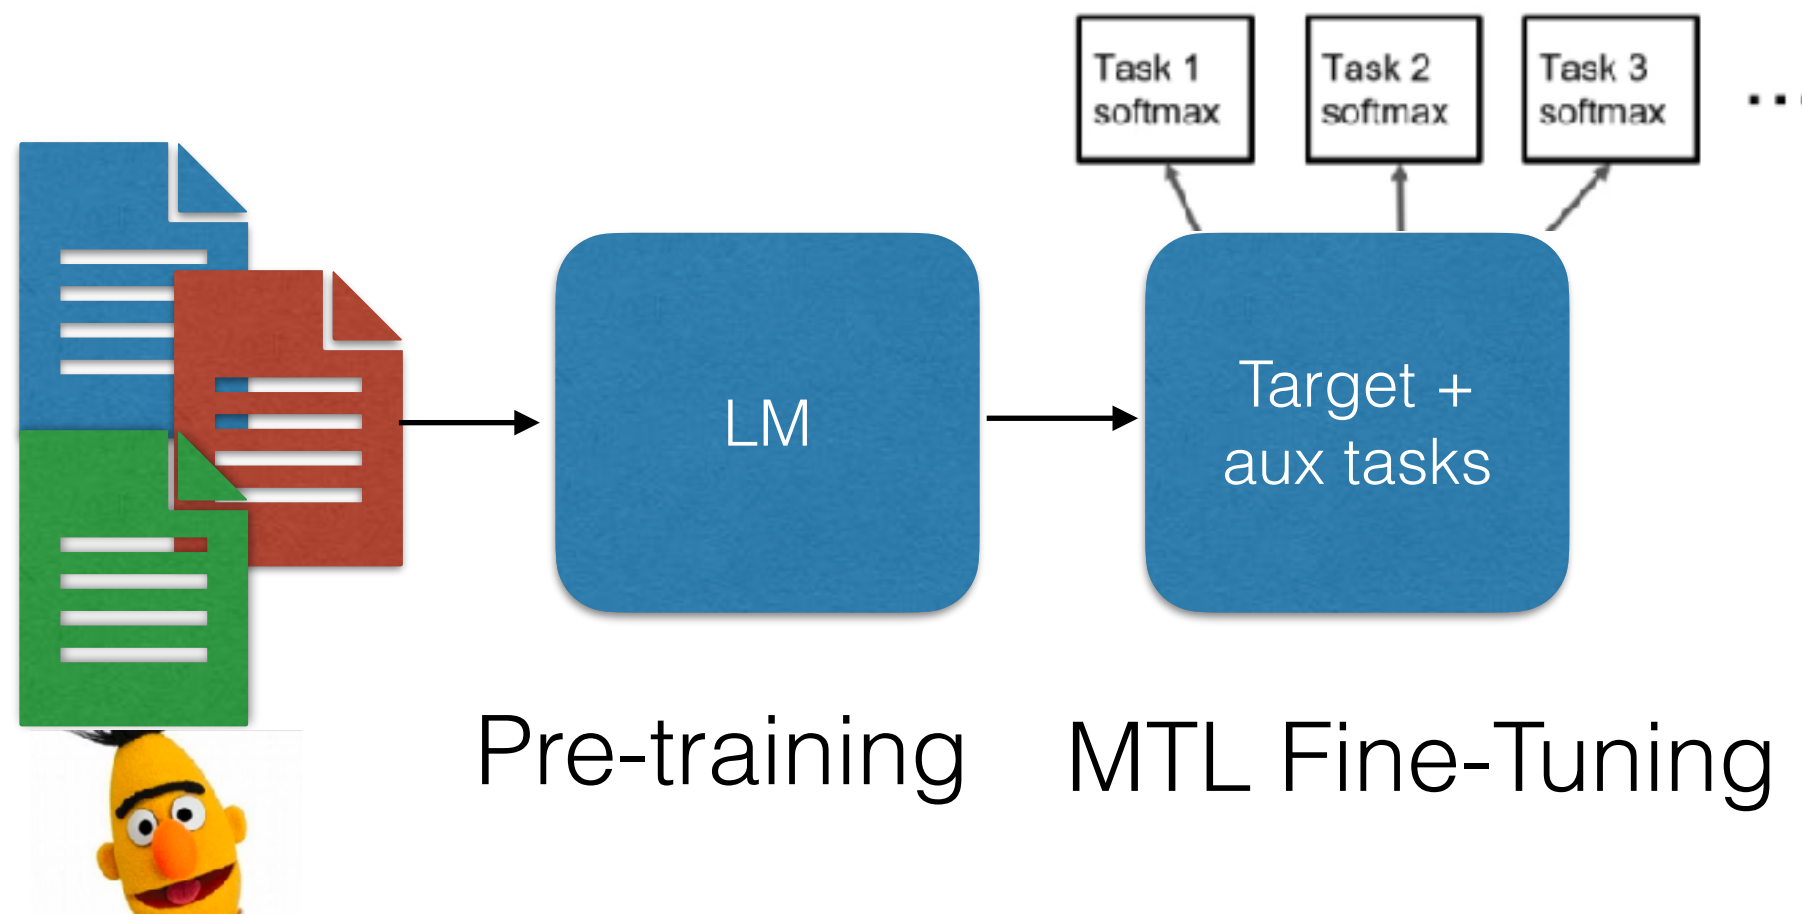 Task 1
softmax
Task 2
softmax
Task 3
softmax
...
LM
Target +
aux tasks
Pre-training
MTL Fine-Tuning